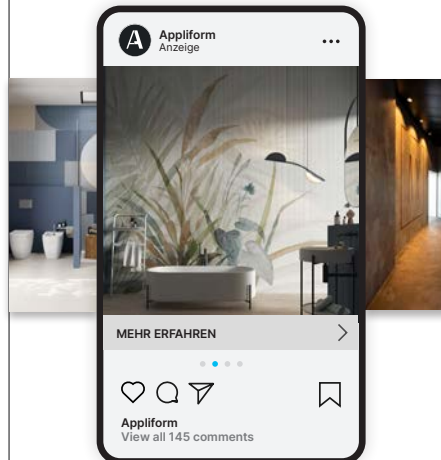 Appliform
Anzeige
MEHR ERFAHREN
Appliform
View all 145 comments